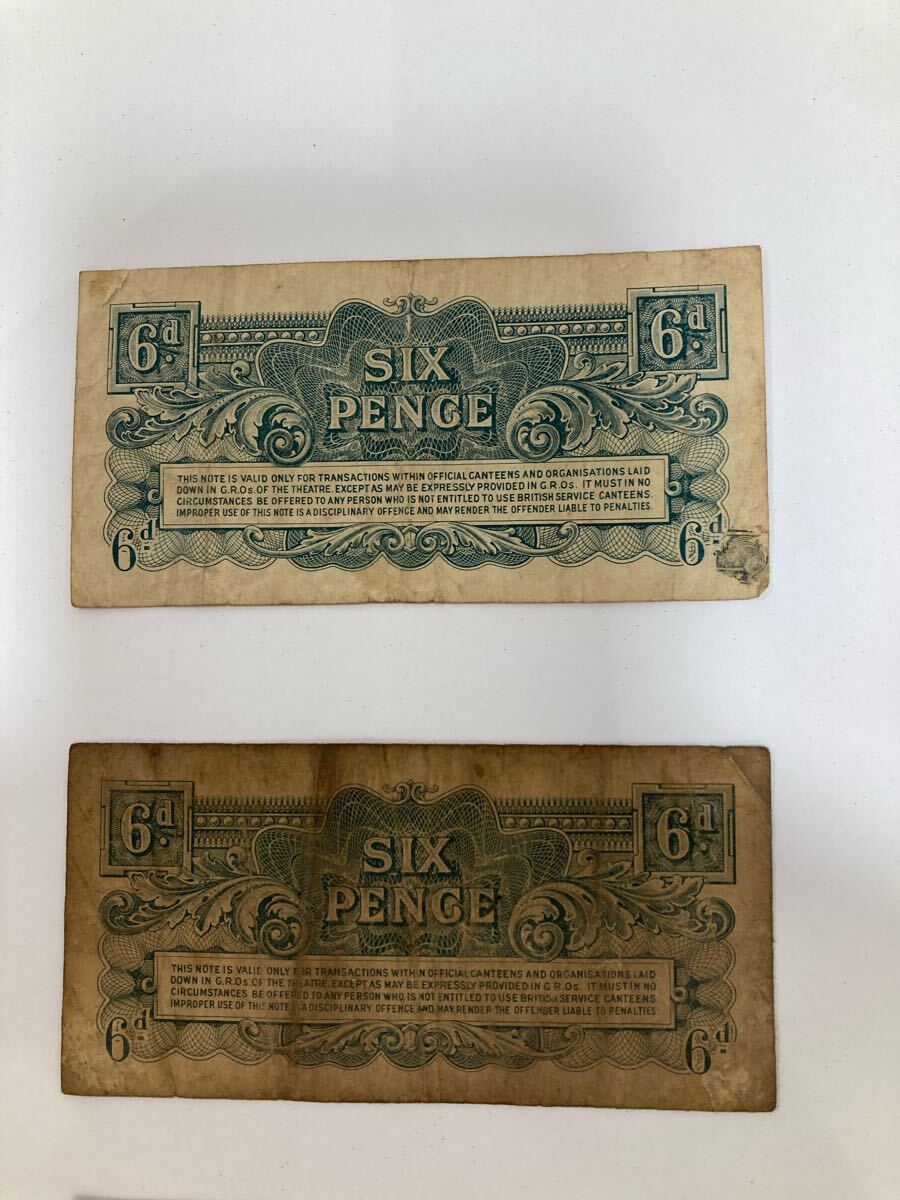 6d. 6d.
SIX
PENCE
THIS NOTE IS VALID ONLY FOR TRANSACTIONS WITHIN OFFICIAL CANTEENS AND ORGANISATIONS LAID
DOWN IN G.R.Os. OF THE THEATRE. EXCEPT AS MAY BE EXPRESSLY PROVIDED IN G.R.Os. IT MUST IN NO
CIRCUMSTANCES BE OFFERED TO ANY PERSON WHO IS NOT ENTITLED TO USE BRITISH SERVICE CANTEENS.
IMPROPER USE OF THIS NOTE IS A DISCIPLINARY OFFENCE AND MAY RENDER THE OFFENDER LIABLE TO PENALTIES.
6d 6d
6d. 6d.
SIX
PENCE
THIS NOTE IS VALID ONLY FOR TRANSACTIONS WITHIN OFFICIAL CANTEENS AND ORGANISATIONS LAID
DOWN IN G.R.Os. OF THE THEATRE. EXCEPT AS MAY BE EXPRESSLY PROVIDED IN G.R.Os. IT MUST IN NO
CIRCUMSTANCES BE OFFERED TO ANY PERSON WHO IS NOT ENTITLED TO USE BRITISH SERVICE CANTEENS.
IMPROPER USE OF THIS NOTE IS A DISCIPLINARY OFFENCE AND MAY RENDER THE OFFENDER LIABLE TO PENALTIES
6d 6d